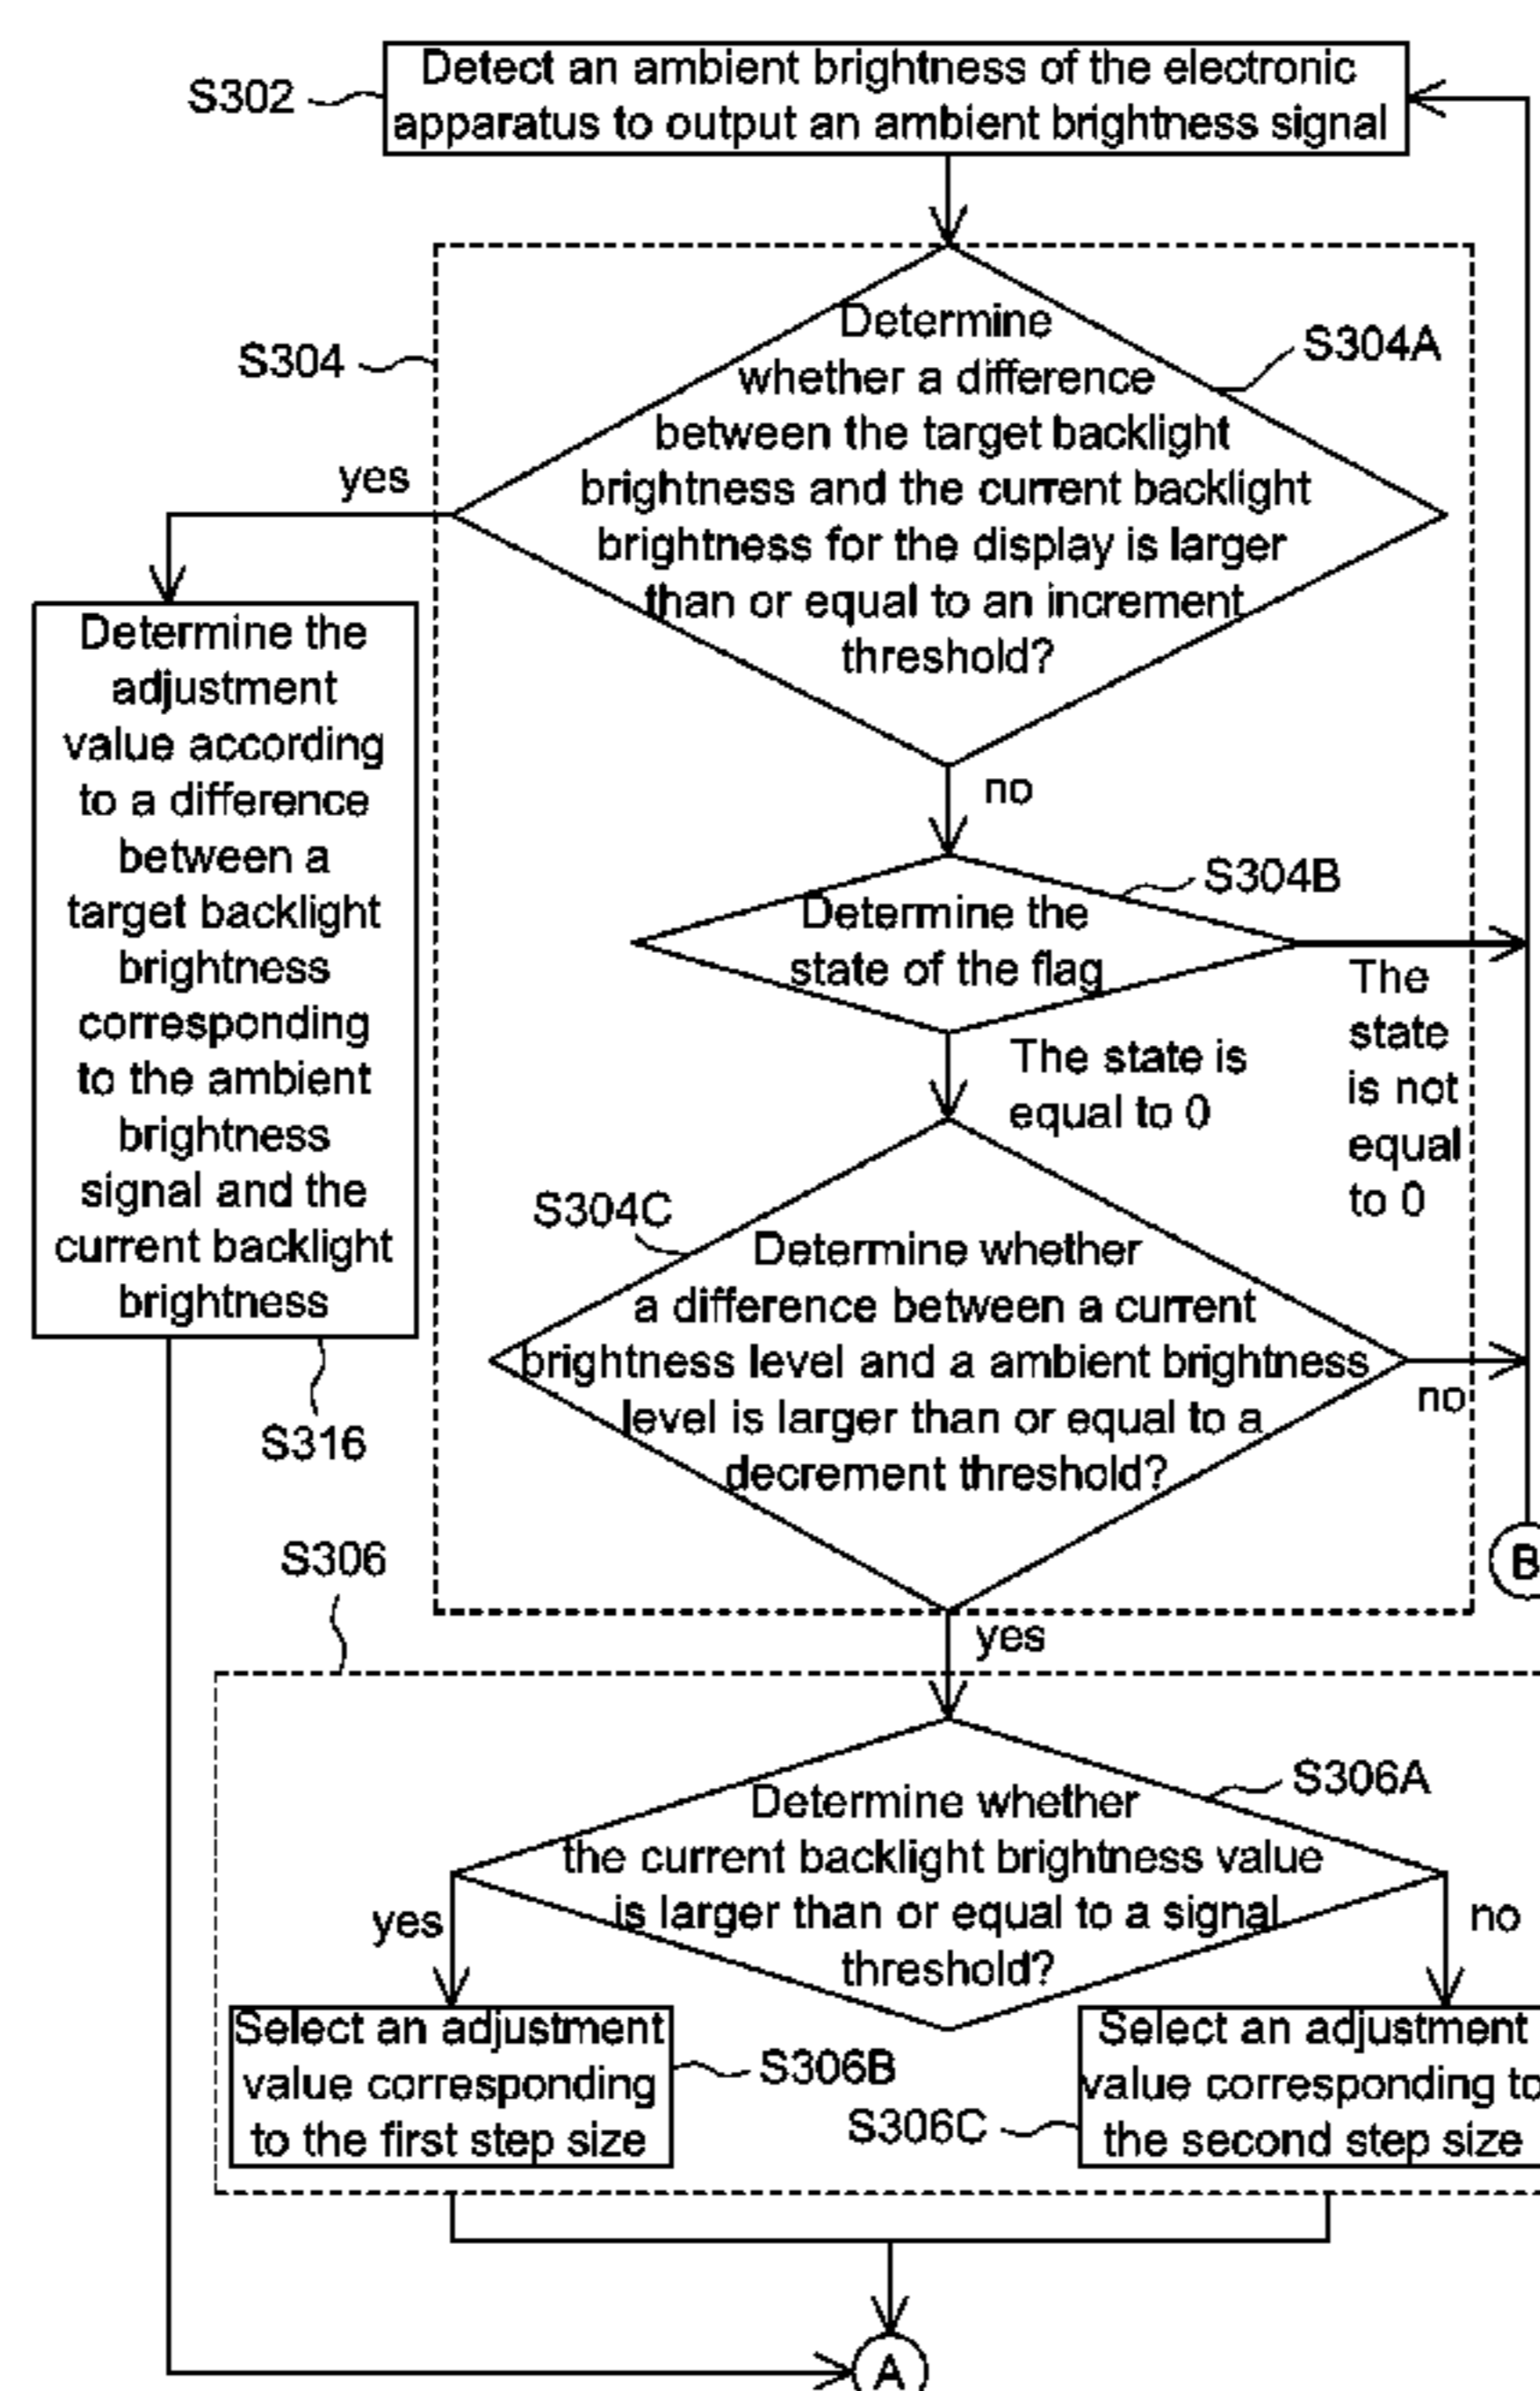 Detect an ambient brightness of the electronic
apparatus to output an ambient brightness signal
S302
S304
S304A
Determine
whether a difference
between the target backlight
brightness and the current backlight
brightness for the display is larger
than or equal to an increment
threshold?
yes
no
Determine the
adjustment
value according
to a difference
between a
target backlight
brightness
corresponding
to the ambient
brightness
signal and the
current backlight
brightness
S316
S304B
Determine the
state of the flag
The
state
is not
equal
to 0
The state is
equal to 0
S304C
Determine whether
a difference between a current
brightness level and a ambient brightness
level is larger than or equal to a
decrement threshold?
no
B
yes
S306
S306A
Determine whether
the current backlight brightness value
is larger than or equal to a signal
threshold?
yes
no
Select an adjustment
value corresponding
to the first step size
S306B
S306C
Select an adjustment
value corresponding to
the second step size
A